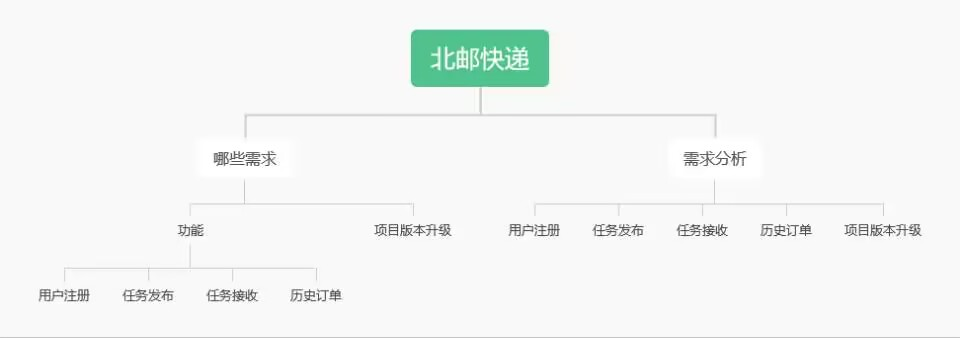 北邮快递
哪些需求
需求分析
功能
项目版本升级
用户注册
任务发布
任务接收
历史订单
项目版本升级
用户注册
任务发布
任务接收
历史订单